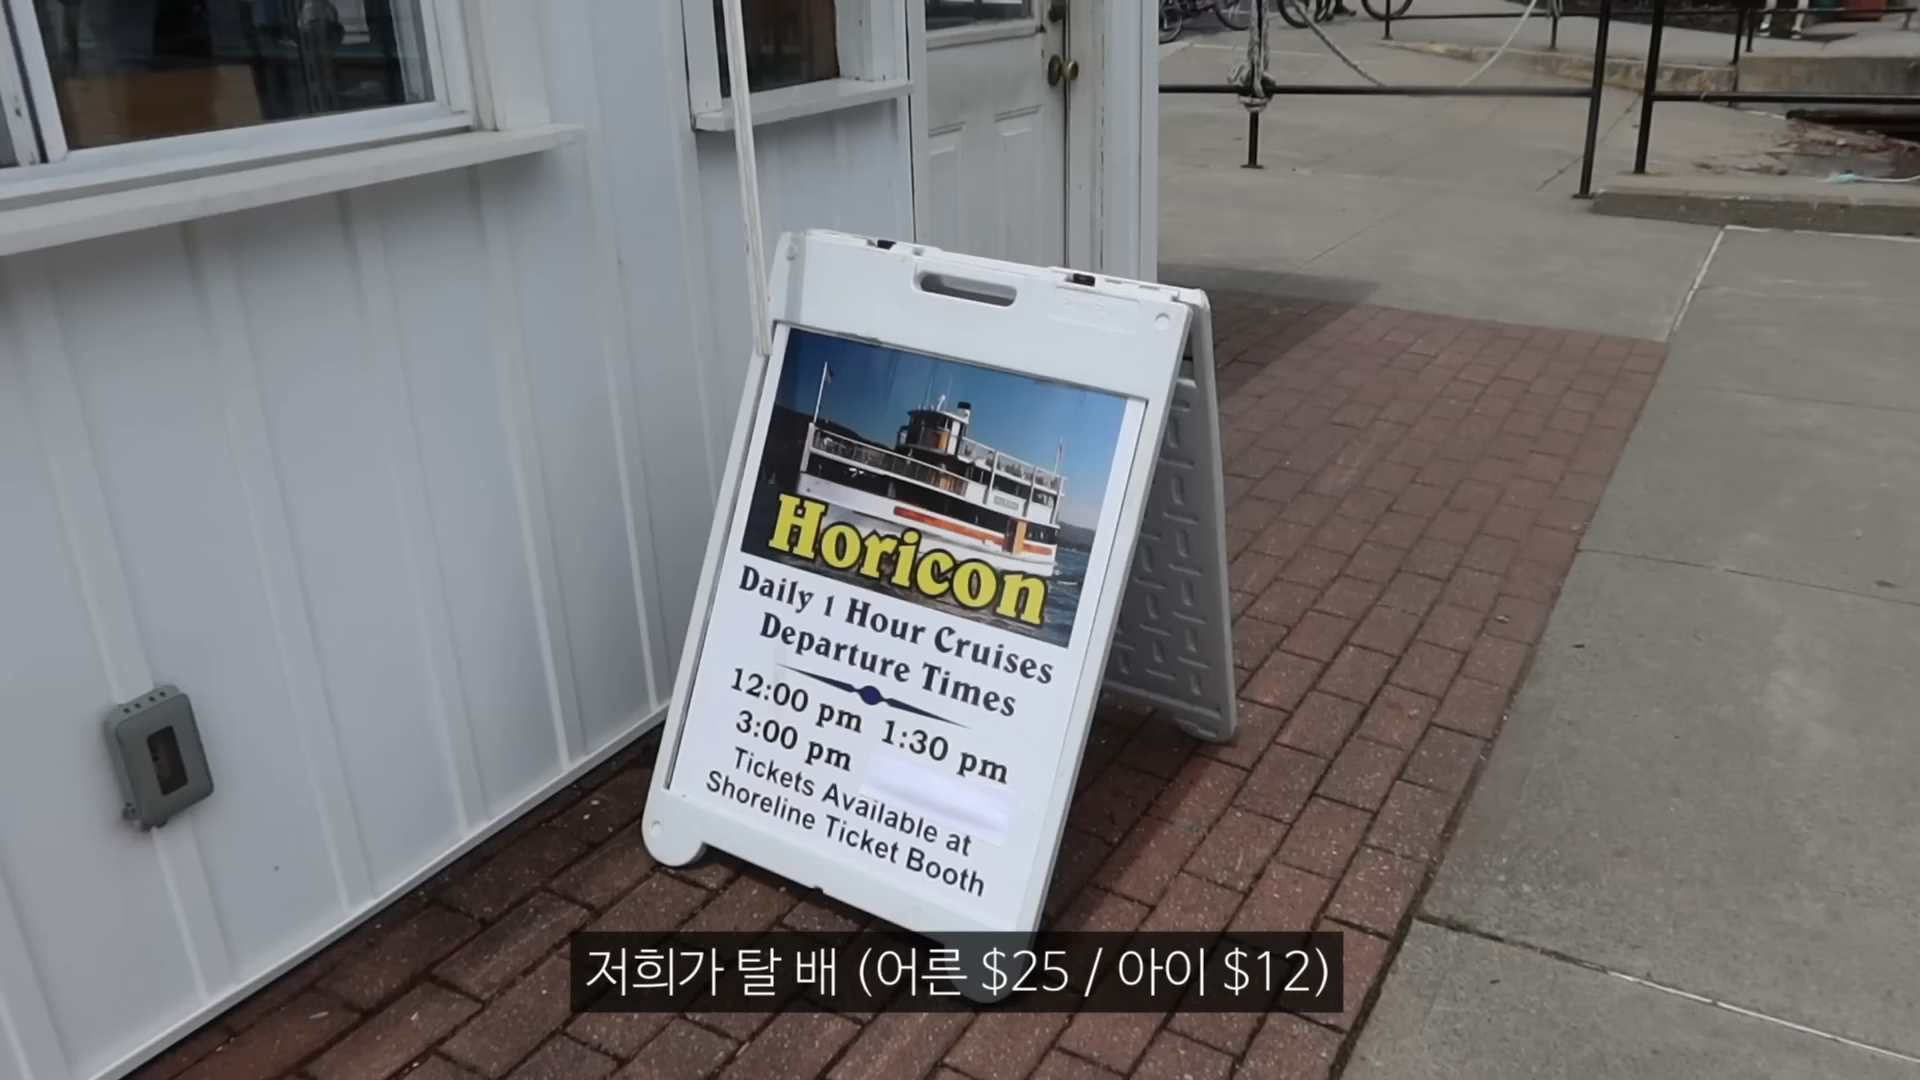 Horicon
Daily 1 Hour Cruises
Departure Times
12:00 pm 1:30 pm
3:00 pm
Tickets Available at
Shoreline Ticket Booth
저희가 탈 배 (어른 $25 / 아이 $12)